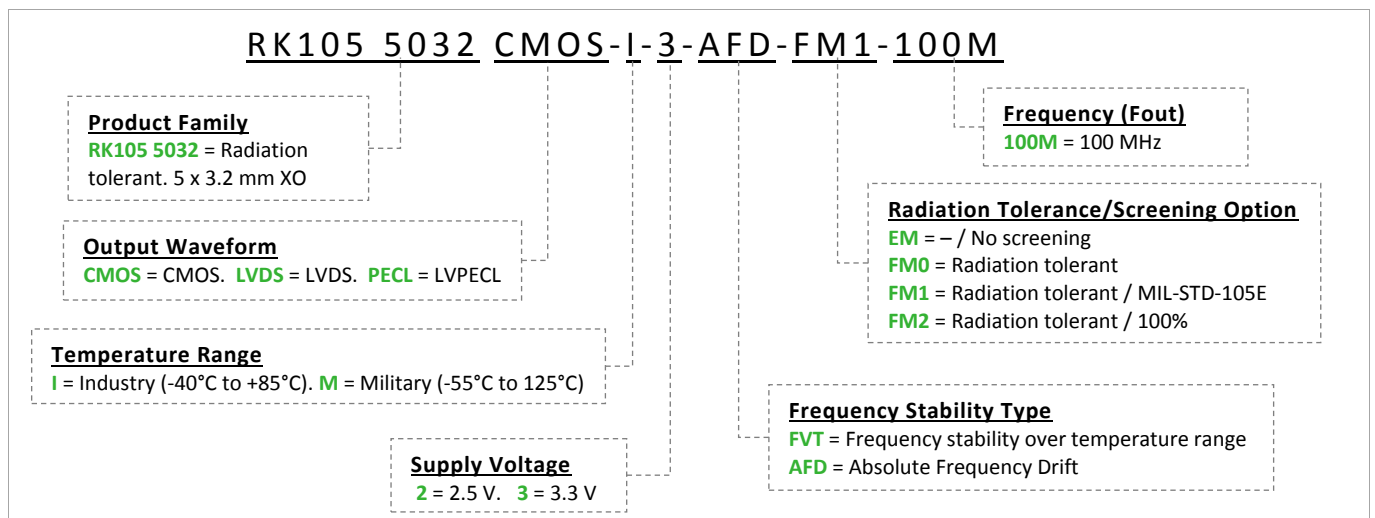 RK105 5032 CMOS-I-3-AFD-FM1-100M
Product Family
RK105 5032 = Radiation
tolerant. 5 x 3.2 mm XO
Frequency (Fout)
100M = 100 MHz
Output Waveform
CMOS = CMOS. LVDS = LVDS. PECL = LVPECL
Radiation Tolerance/Screening Option
EM = – / No screening
FM0 = Radiation tolerant
FM1 = Radiation tolerant / MIL-STD-105E
FM2 = Radiation tolerant / 100%
Temperature Range
I = Industry (-40°C to +85°C). M = Military (-55°C to 125°C)
Frequency Stability Type
FVT = Frequency stability over temperature range
AFD = Absolute Frequency Drift
Supply Voltage
2 = 2.5 V. 3 = 3.3 V